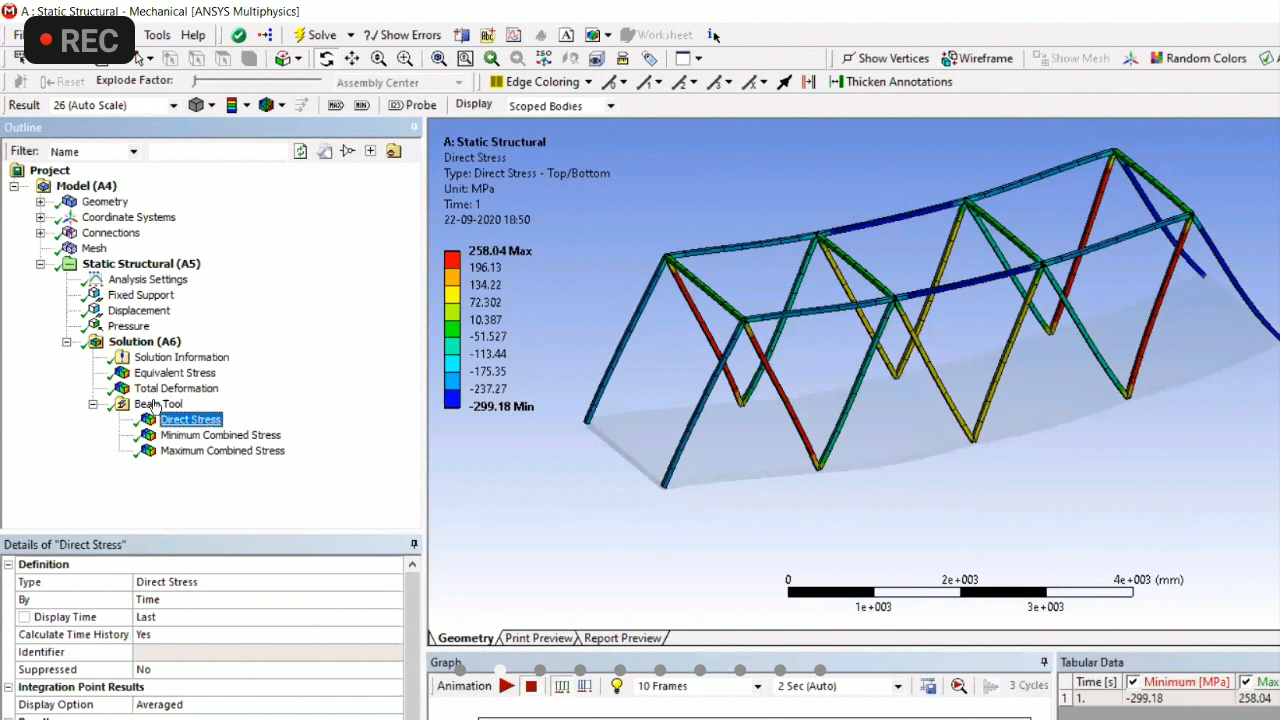 A : Static Structural - Mechanical [ANSYS Multiphysics]
REC
Tools Help Solve ?/Show Errors Worksheet
Show Vertices Wireframe Show Mesh Random Colors
Reset Explode Factor: Assembly Center Edge Coloring Thicken Annotations
Result 26 (Auto Scale) Probe Display Scoped Bodies
Outline
Filter: Name
Project
Model (A4)
Geometry
Coordinate Systems
Connections
Mesh
Static Structural (A5)
Analysis Settings
Fixed Support
Displacement
Pressure
Solution (A6)
Solution Information
Equivalent Stress
Total Deformation
Beam Tool
Direct Stress
Minimum Combined Stress
Maximum Combined Stress
A: Static Structural
Direct Stress
Type: Direct Stress - Top/Bottom
Unit: MPa
Time: 1
22-09-2020 18:50
258.04 Max
196.13
134.22
72.302
10.387
-51.527
-113.44
-175.35
-237.27
-299.18 Min
0 2e+003 4e+003 (mm)
1e+003 3e+003
Geometry Print Preview Report Preview
Details of "Direct Stress"
Definition
Type Direct Stress
By Time
Display Time Last
Calculate Time History Yes
Identifier
Suppressed No
Integration Point Results
Display Option Averaged
Graph
Animation 10 Frames 2 Sec (Auto) 3 Cycles
Tabular Data
Time [s] Minimum [MPa] Max
1 1. -299.18 258.04